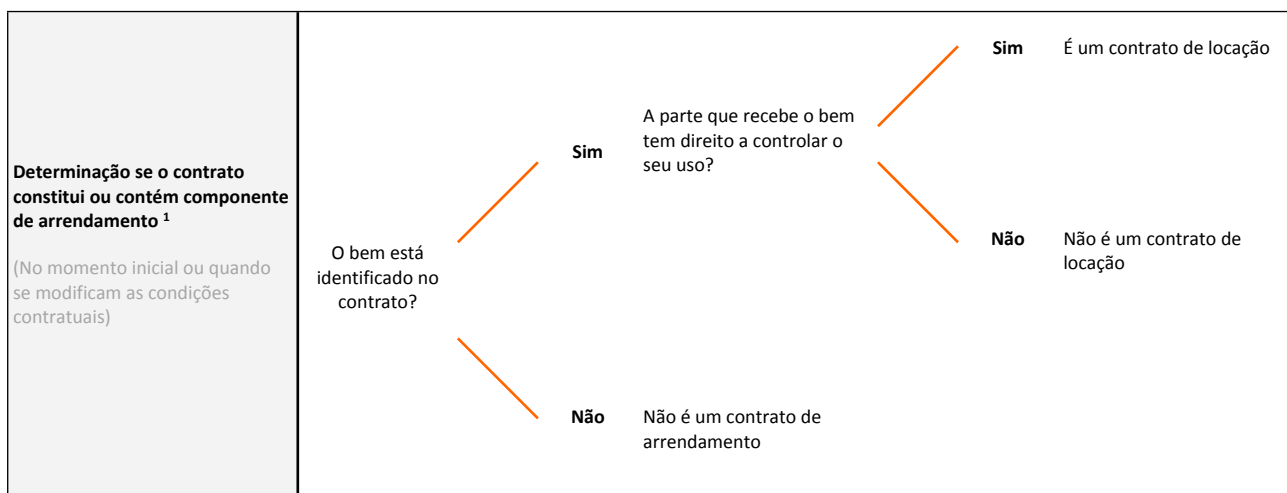 Determinação se o contrato
constitui ou contém componente
de arrendamento 1
(No momento inicial ou quando
se modificam as condições
contratuais)
O bem está
identificado no
contrato?
Sim
A parte que recebe o bem
tem direito a controlar o
seu uso?
Sim
É um contrato de locação
Não
Não é um contrato de
locação
Não
Não é um contrato de
arrendamento